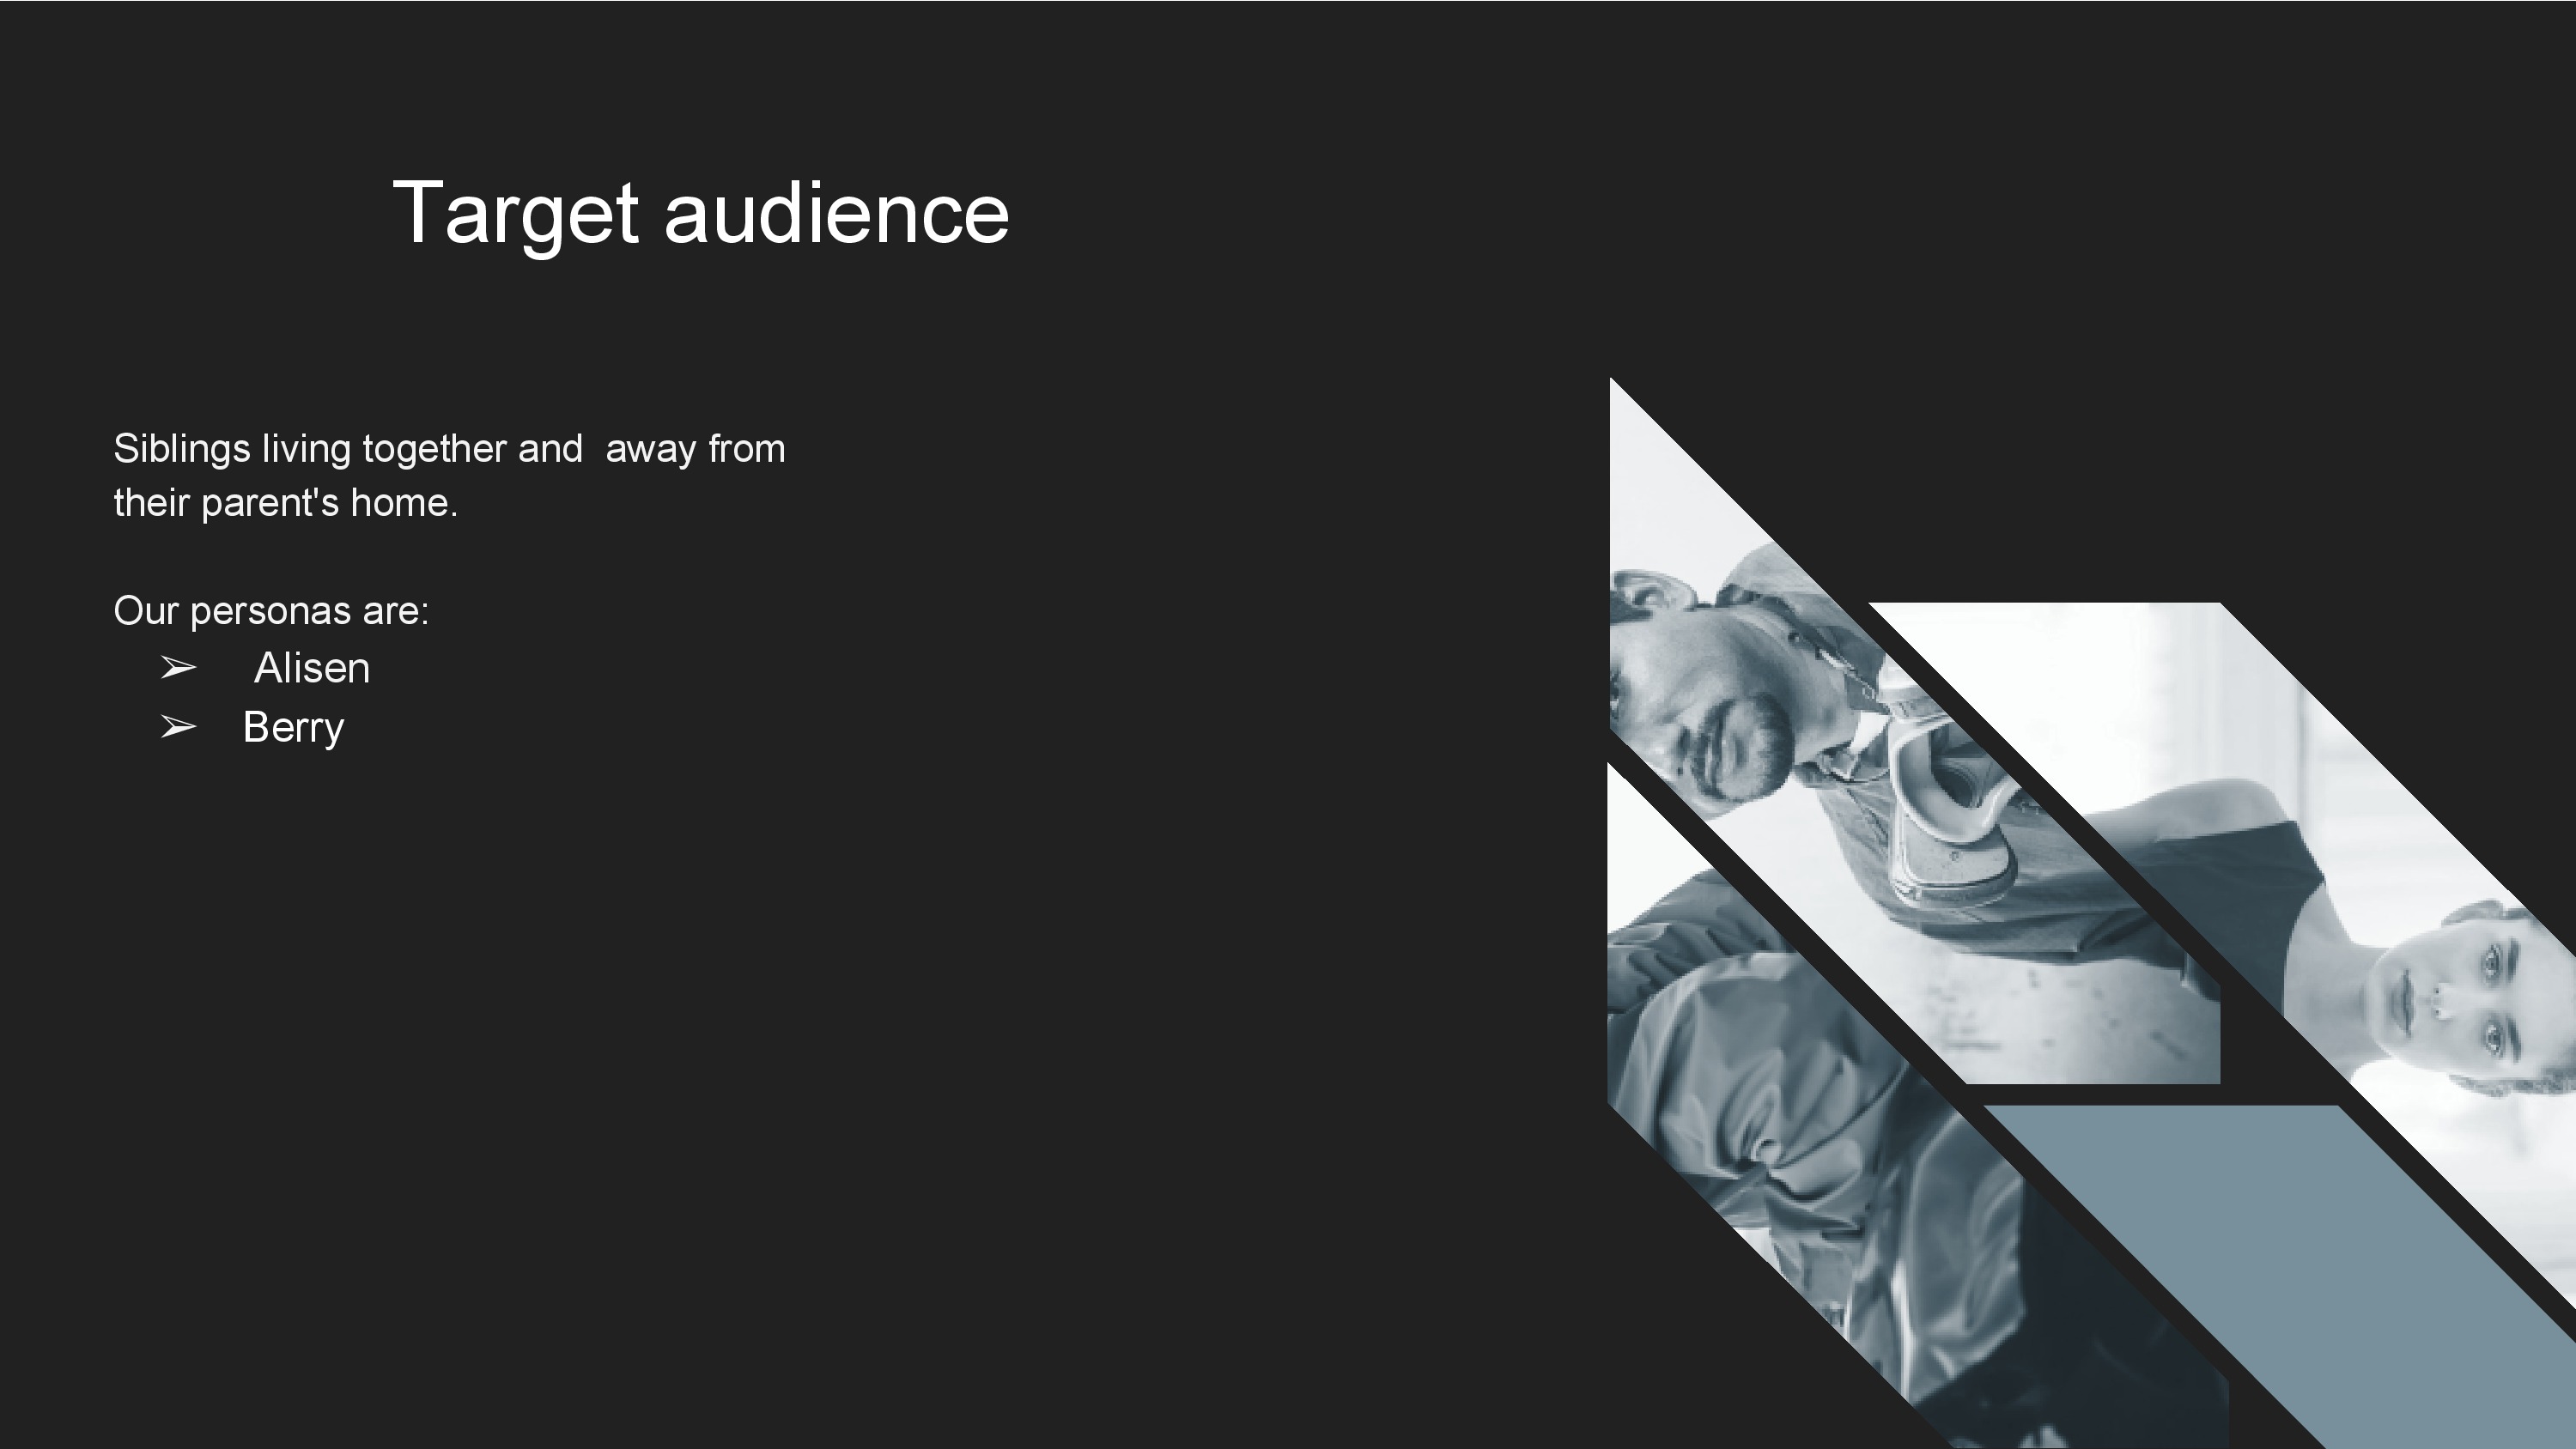 Target audience
Siblings living together and  away from
their parent's home.
Our personas are:
➢ Alisen
➢ Berry